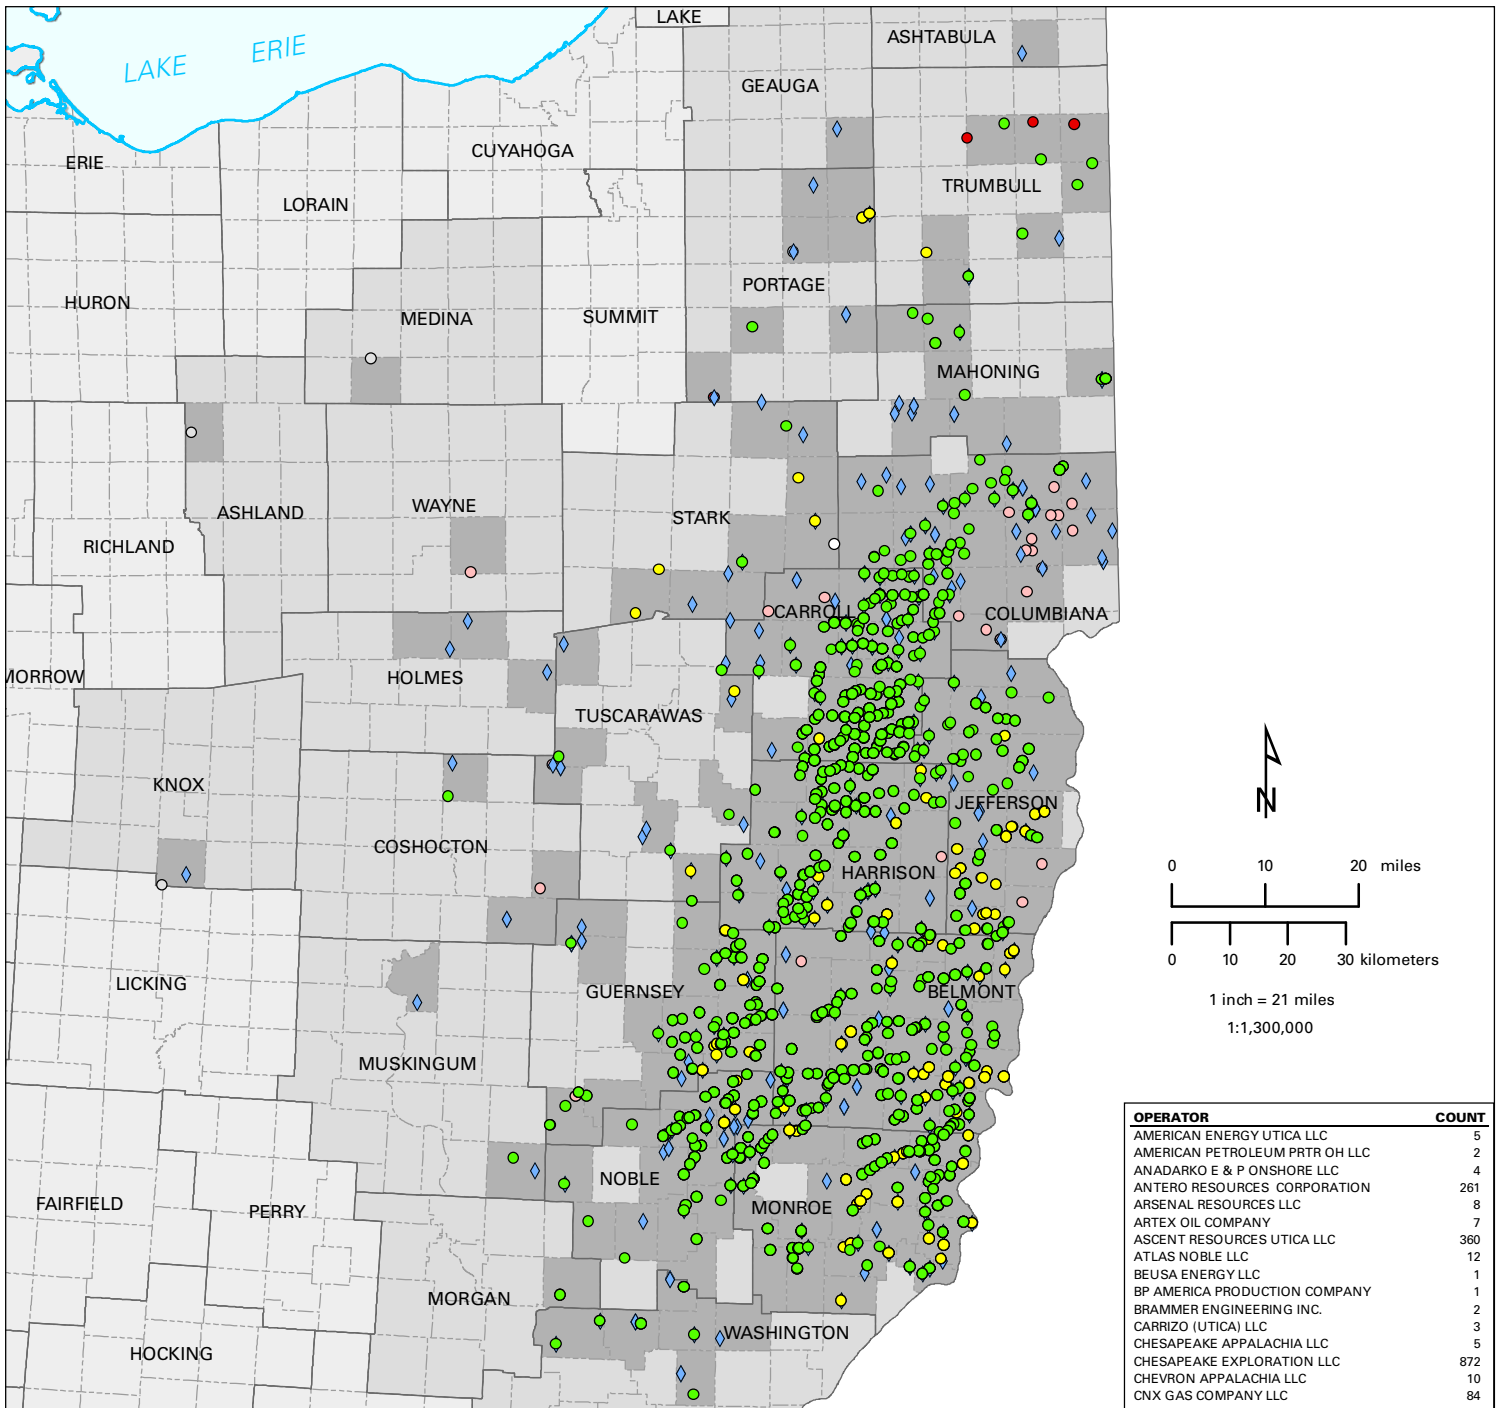 LAKE
ASHTABULA
LAKE ERIE
GEAUGA
CUYAHOGA
ERIE
TRUMBULL
LORAIN
PORTAGE
HURON
MEDINA
SUMMIT
MAHONING
WAYNE
ASHLAND
STARK
RICHLAND
CARROLL
COLUMBIANA
MORROW
HOLMES
TUSCARAWAS
KNOX
JEFFERSON
COSHOCTON
HARRISON
LICKING
GUERNSEY
BELMONT
MUSKINGUM
NOBLE
FAIRFIELD
PERRY
MONROE
MORGAN
WASHINGTON
HOCKING
N
0 10 20 miles
0 10 20 30 kilometers
1 inch = 21 miles
1:1,300,000
OPERATOR COUNT
AMERICAN ENERGY UTICA LLC 5
AMERICAN PETROLEUM PRTR OH LLC 2
ANADARKO E & P ONSHORE LLC 4
ANTERO RESOURCES CORPORATION 261
ARSENAL RESOURCES LLC 8
ARTEX OIL COMPANY 7
ASCENT RESOURCES UTICA LLC 360
ATLAS NOBLE LLC 12
BEUSA ENERGY LLC 1
BP AMERICA PRODUCTION COMPANY 1
BRAMMER ENGINEERING INC. 2
CARRIZO (UTICA) LLC 3
CHESAPEAKE APPALACHIA LLC 5
CHESAPEAKE EXPLORATION LLC 872
CHEVRON APPALACHIA LLC 10
CNX GAS COMPANY LLC 84